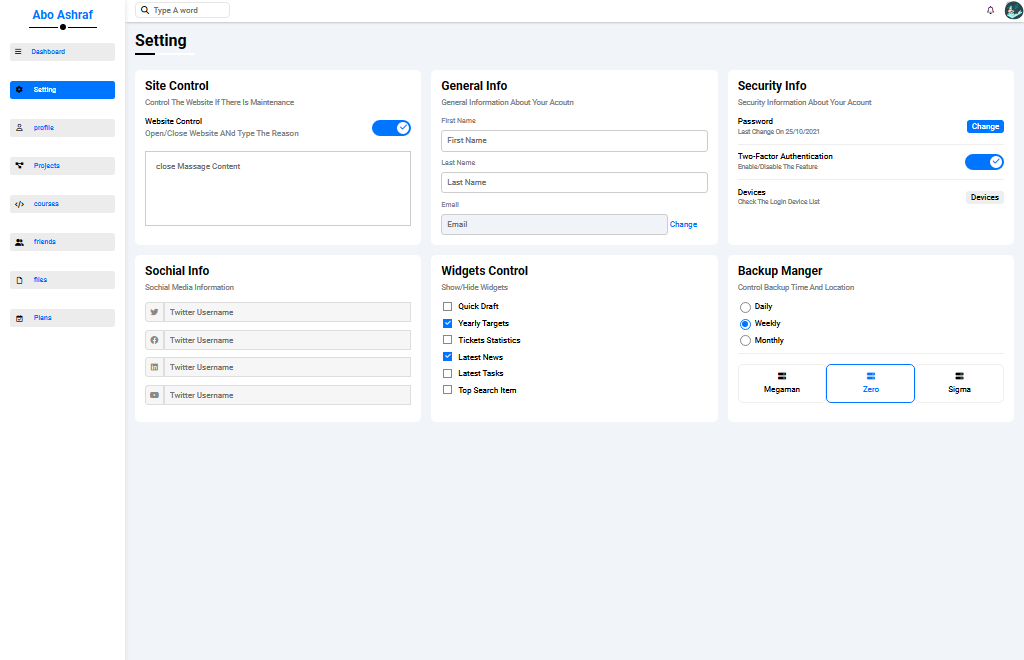 Abo Ashraf
Type A word
Dashboard
Setting
profile
Projects
courses
friends
files
Plans
Setting
Site Control
Control The Website If There Is Maintenance
Website Control
Open/Close Website ANd Type The Reason
close Massage Content
General Info
General Information About Your Acoutn
First Name
First Name
Last Name
Last Name
Email
Email
Change
Security Info
Security Information About Your Acount
Password
Last Change On 25/10/2021
Change
Two-Factor Authentication
Enable/Disable The Feature
Devices
Check The Login Device List
Devices
Sochial Info
Sochial Media Information
Twitter Username
Twitter Username
Twitter Username
Twitter Username
Widgets Control
Show/Hide Widgets
Quick Draft
Yearly Targets
Tickets Statistics
Latest News
Latest Tasks
Top Search Item
Backup Manger
Control Backup Time And Location
Daily
Weekly
Monthly
Megaman
Zero
Sigma